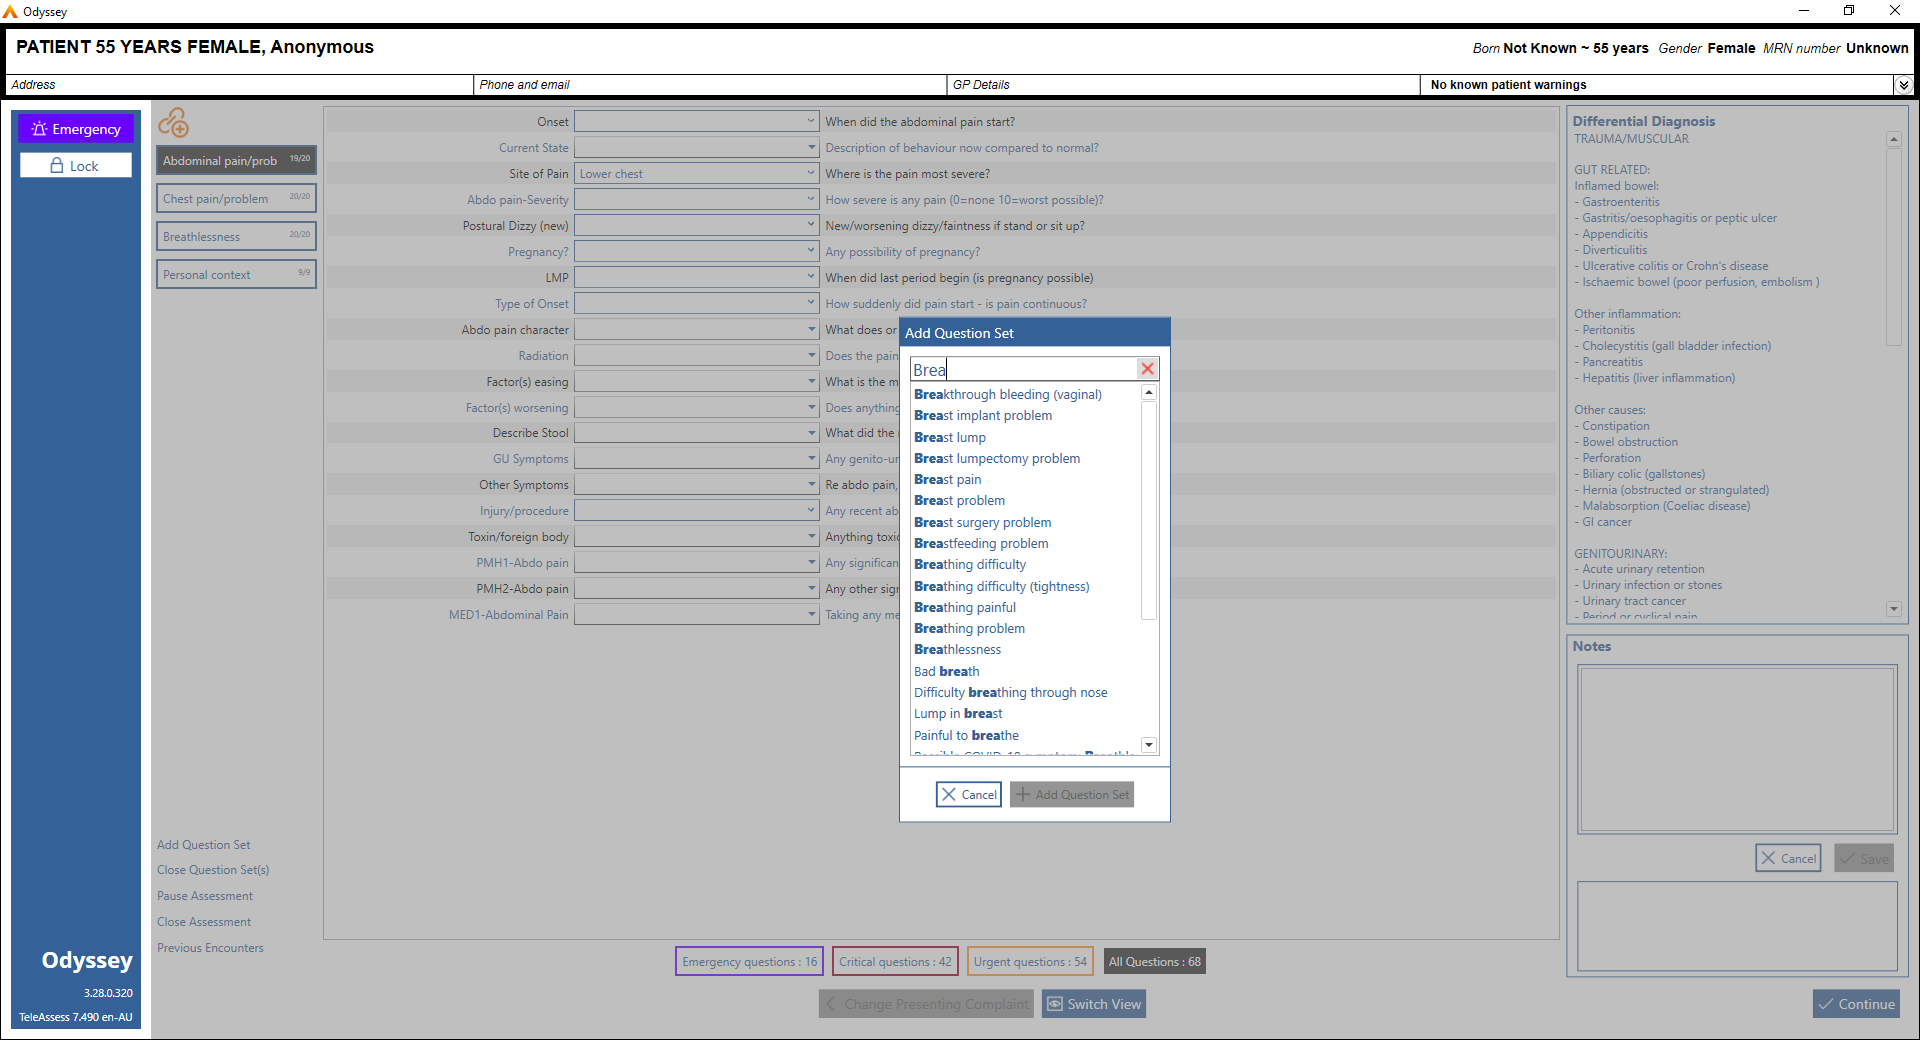 Odyssey
PATIENT 55 YEARS FEMALE, Anonymous
Born Not Known ~ 55 years Gender Female MRN number Unknown
Address
Phone and email
GP Details
No known patient warnings
Emergency
Lock
Abdominal pain/prob 19/20
Chest pain/problem 20/20
Breathlessness 20/20
Personal context 9/9
Onset When did the abdominal pain start?
Current State Description of behaviour now compared to normal?
Site of Pain Lower chest Where is the pain most severe?
Abdo pain-Severity How severe is any pain (0=none 10=worst possible)?
Postural Dizzy (new) New/worsening dizzy/faintness if stand or sit up?
Pregnancy? Any possibility of pregnancy?
LMP When did last period begin (is pregnancy possible)
Type of Onset How suddenly did pain start - is pain continuous?
Abdo pain character What does or
Radiation Does the pain
Factor(s) easing What is the m
Factor(s) worsening Does anything
Describe Stool What did the
GU Symptoms Any genito-ur
Other Symptoms Re abdo pain,
Injury/procedure Any recent ab
Toxin/foreign body Anything toxic
PMH1-Abdo pain Any significan
PMH2-Abdo pain Any other sign
MED1-Abdominal Pain Taking any me
Add Question Set
Brea
Breakthrough bleeding (vaginal)
Breast implant problem
Breast lump
Breast lumpectomy problem
Breast pain
Breast problem
Breast surgery problem
Breastfeeding problem
Breathing difficulty
Breathing difficulty (tightness)
Breathing painful
Breathing problem
Breathlessness
Bad breath
Difficulty breathing through nose
Lump in breast
Painful to breathe
Cancel
Add Question Set
Differential Diagnosis
TRAUMA/MUSCULAR
GUT RELATED:
Inflamed bowel:
- Gastroenteritis
- Gastritis/oesophagitis or peptic ulcer
- Appendicitis
- Diverticulitis
- Ulcerative colitis or Crohn's disease
- Ischaemic bowel (poor perfusion, embolism )
Other inflammation:
- Peritonitis
- Cholecystitis (gall bladder infection)
- Pancreatitis
- Hepatitis (liver inflammation)
Other causes:
- Constipation
- Bowel obstruction
- Perforation
- Biliary colic (gallstones)
- Hernia (obstructed or strangulated)
- Malabsorption (Coeliac disease)
- GI cancer
GENITOURINARY:
- Acute urinary retention
- Urinary infection or stones
- Urinary tract cancer
- Period or cyclical pain
Notes
Cancel
Save
Add Question Set
Close Question Set(s)
Pause Assessment
Close Assessment
Previous Encounters
Odyssey
3.28.0.320
TeleAssess 7.490 en-AU
Emergency questions : 16
Critical questions : 42
Urgent questions : 54
All Questions : 68
Change Presenting Complaint
Switch View
Continue